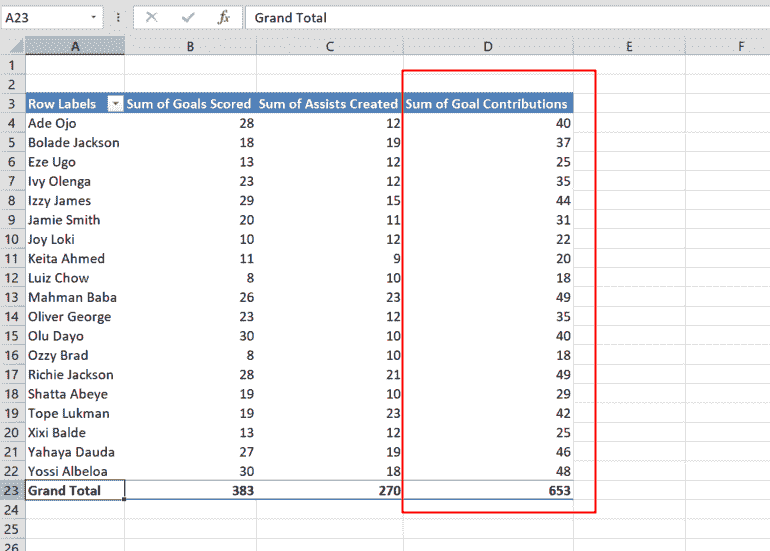 A23 fx Grand Total
A B C D E F
1
2
3 Row Labels Sum of Goals Scored Sum of Assists Created Sum of Goal Contributions
4 Ade Ojo 28 12 40
5 Bolade Jackson 18 19 37
6 Eze Ugo 13 12 25
7 Ivy Olenga 23 12 35
8 Izzy James 29 15 44
9 Jamie Smith 20 11 31
10 Joy Loki 10 12 22
11 Keita Ahmed 11 9 20
12 Luiz Chow 8 10 18
13 Mahman Baba 26 23 49
14 Oliver George 23 12 35
15 Olu Dayo 30 10 40
16 Ozzy Brad 8 10 18
17 Richie Jackson 28 21 49
18 Shatta Abeye 19 10 29
19 Tope Lukman 19 23 42
20 Xixi Balde 13 12 25
21 Yahaya Dauda 27 19 46
22 Yossi Albeloa 30 18 48
23 Grand Total 383 270 653
24
25
26